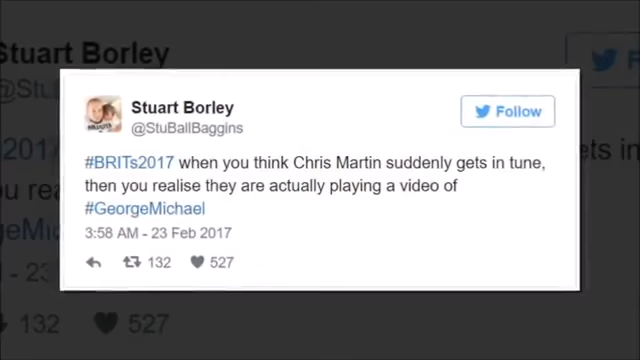 Stuart Borley
Stuart Borley
@StuBallBaggins
Follow
#BRITs2017 when you think Chris Martin suddenly gets in tune,
then you realise they are actually playing a video of
#GeorgeMichael
3:58 AM - 23 Feb 2017
132 527
132 527